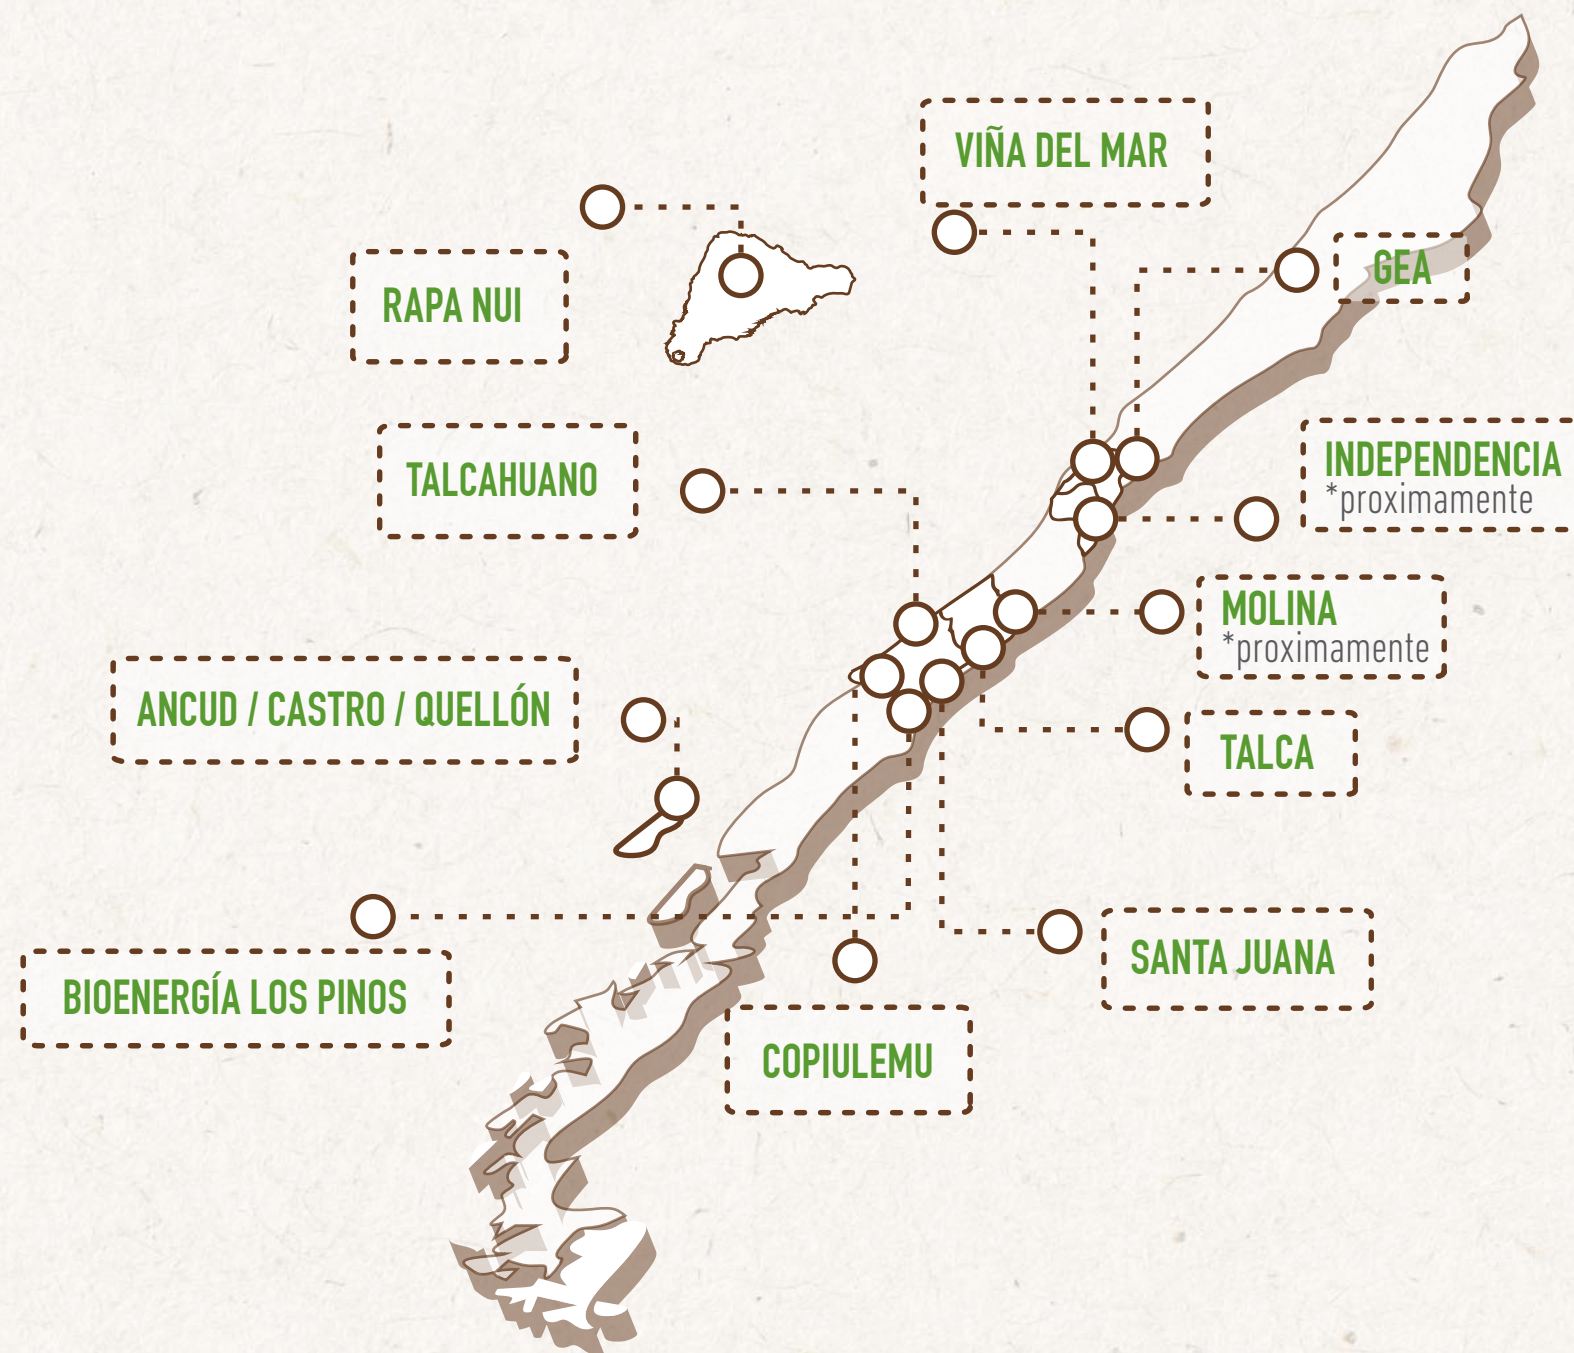 VIÑA DEL MAR
GEA
RAPA NUI
TALCAHUANO
INDEPENDENCIA
*proximamente
MOLINA
*proximamente
ANCUD / CASTRO / QUELLÓN
TALCA
BIOENERGÍA LOS PINOS
SANTA JUANA
COPIULEMU